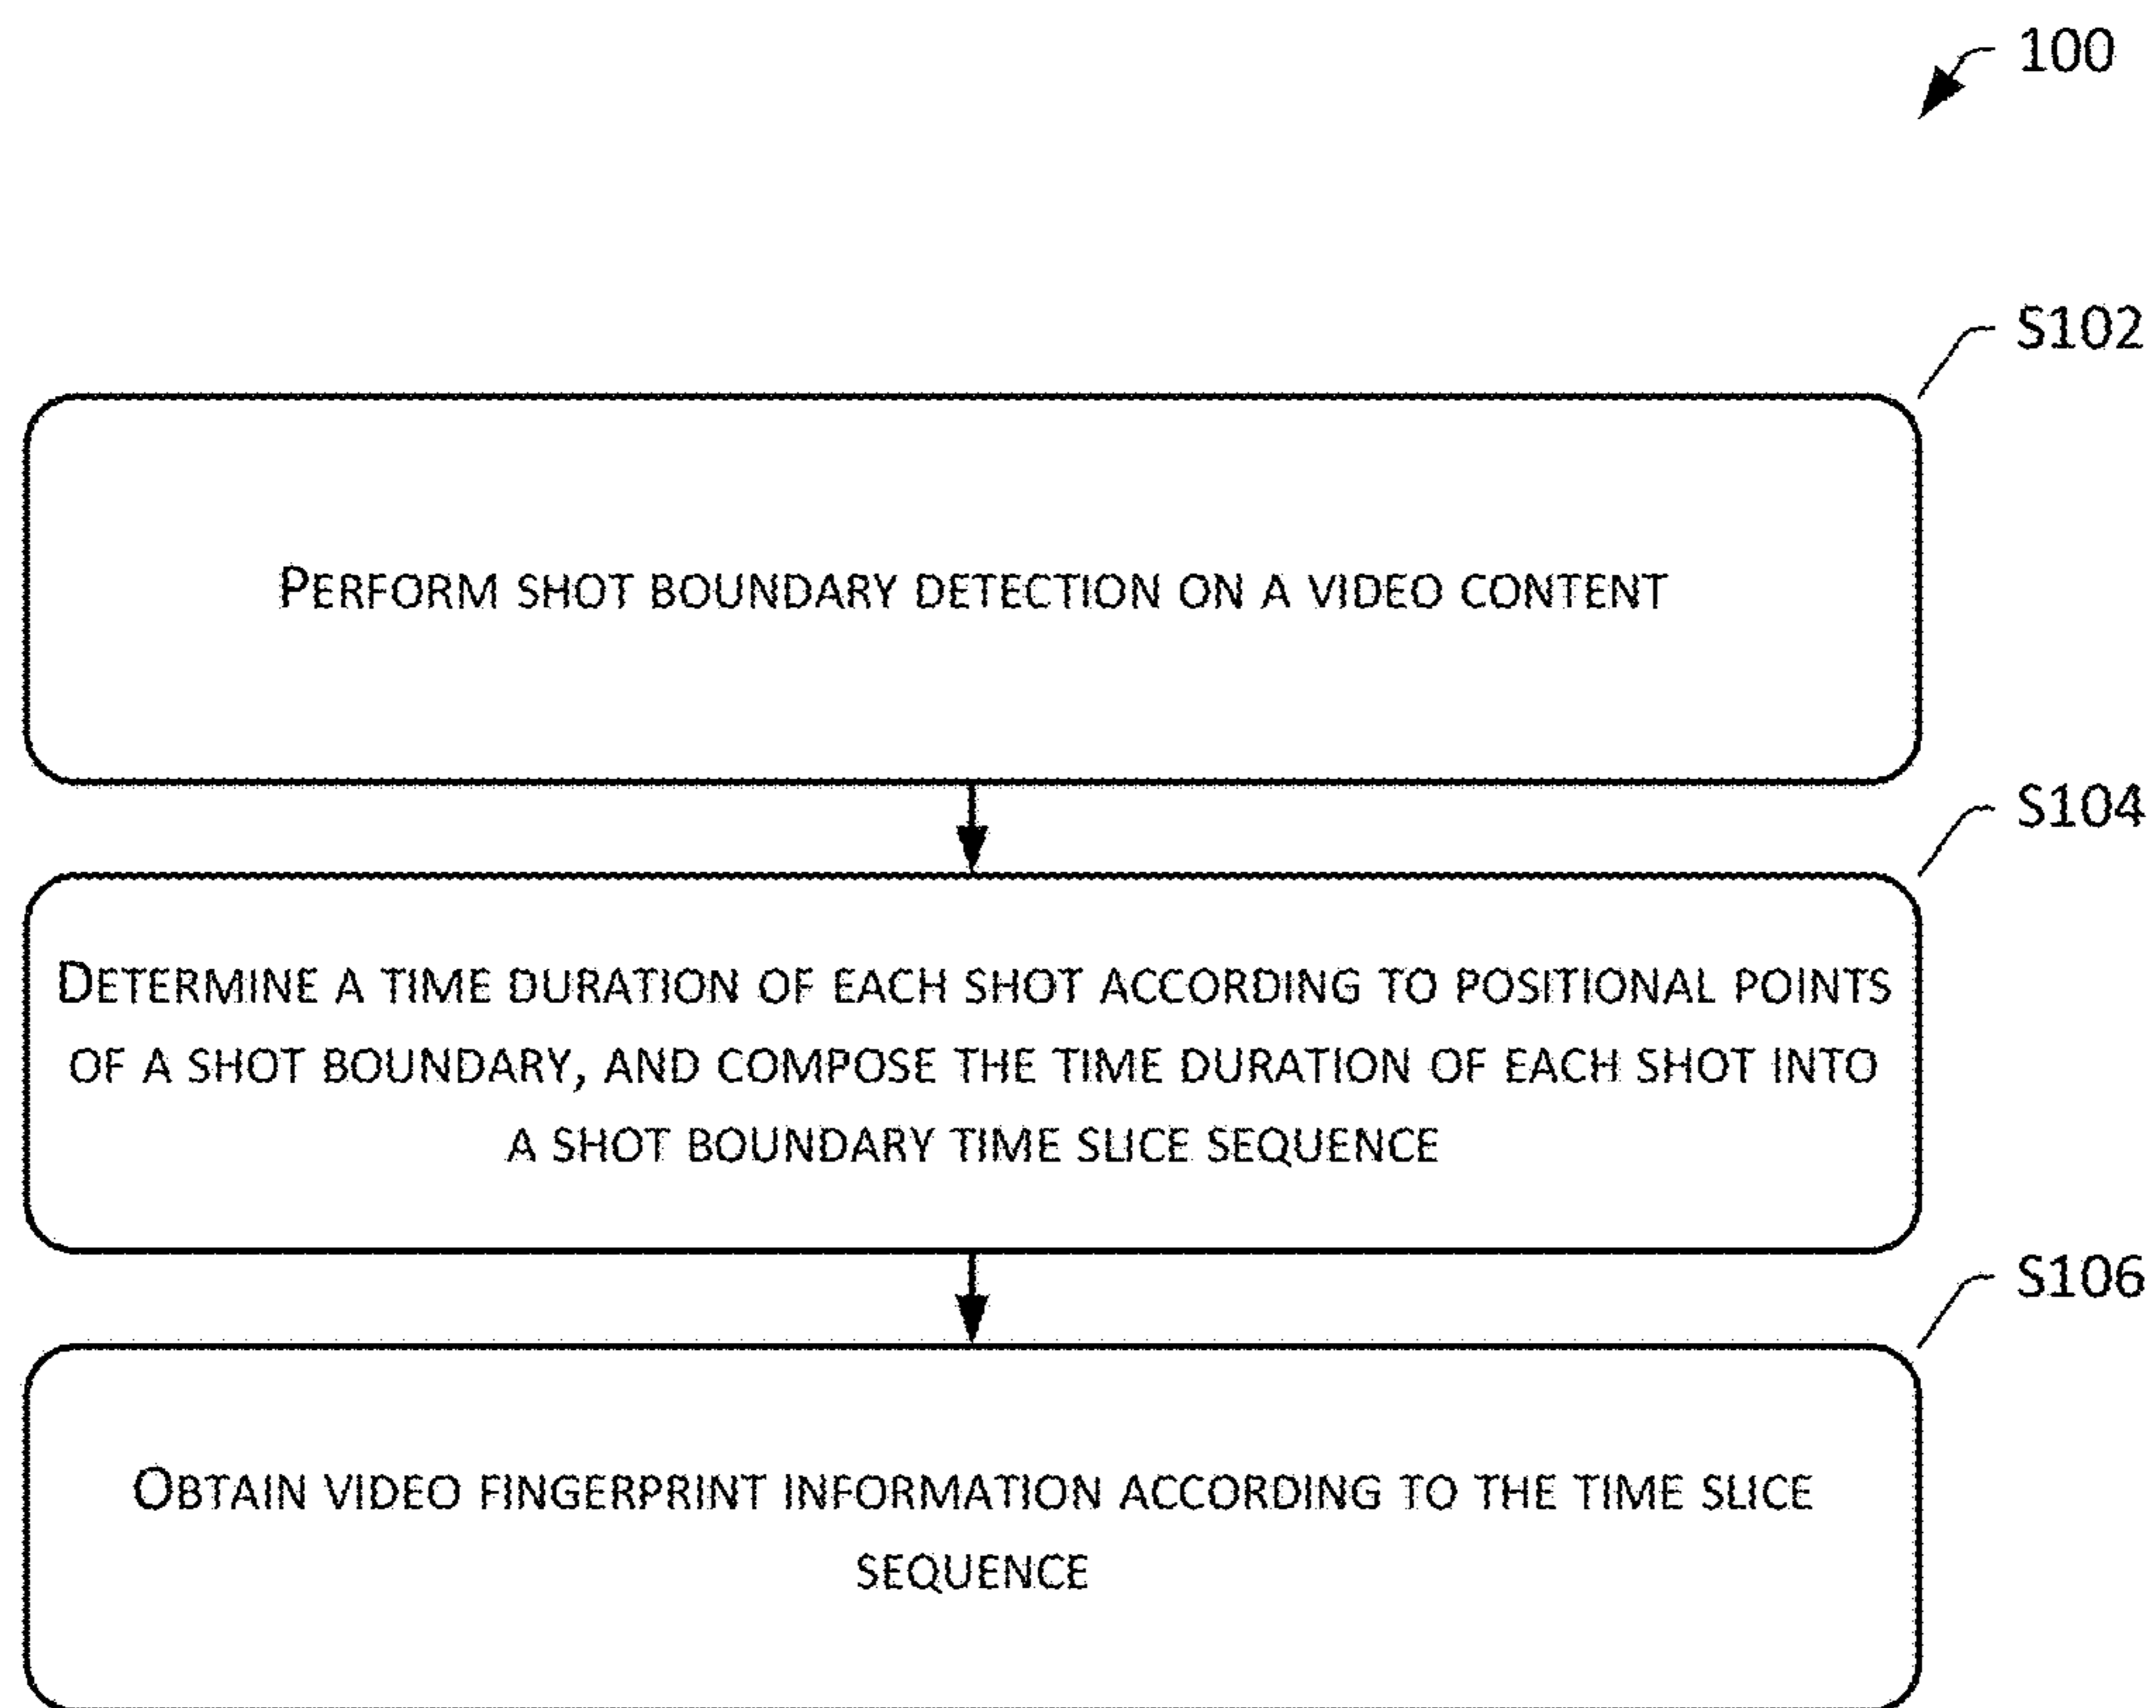 100
S102
PERFORM SHOT BOUNDARY DETECTION ON A VIDEO CONTENT
S104
DETERMINE A TIME DURATION OF EACH SHOT ACCORDING TO POSITIONAL POINTS
OF A SHOT BOUNDARY, AND COMPOSE THE TIME DURATION OF EACH SHOT INTO
A SHOT BOUNDARY TIME SLICE SEQUENCE
S106
OBTAIN VIDEO FINGERPRINT INFORMATION ACCORDING TO THE TIME SLICE
SEQUENCE